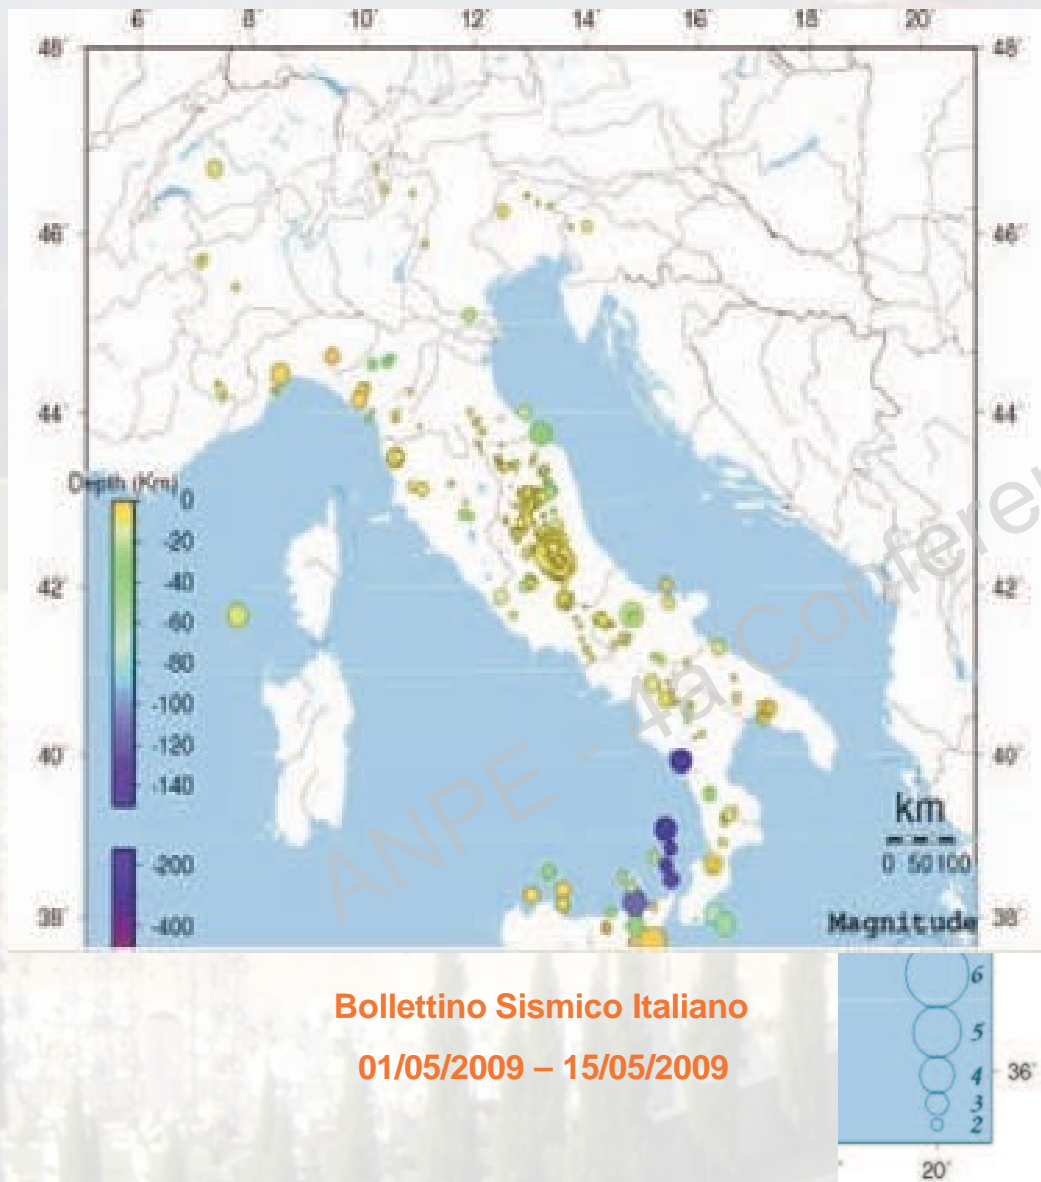 6° 8° 10° 12° 14° 16° 18° 20°
48° 48°
46° 46°
44° 44°
Depth (Km)
0
-20
-40
42° 42°
-60
-80
-100
-120
40° 40°
-140
km
0 50 100
-200
38° 38°
Magnitude
-400
ANPE - 4a Confere
Bollettino Sismico Italiano
01/05/2009 – 15/05/2009
6
5
4
3
2
36°
20°